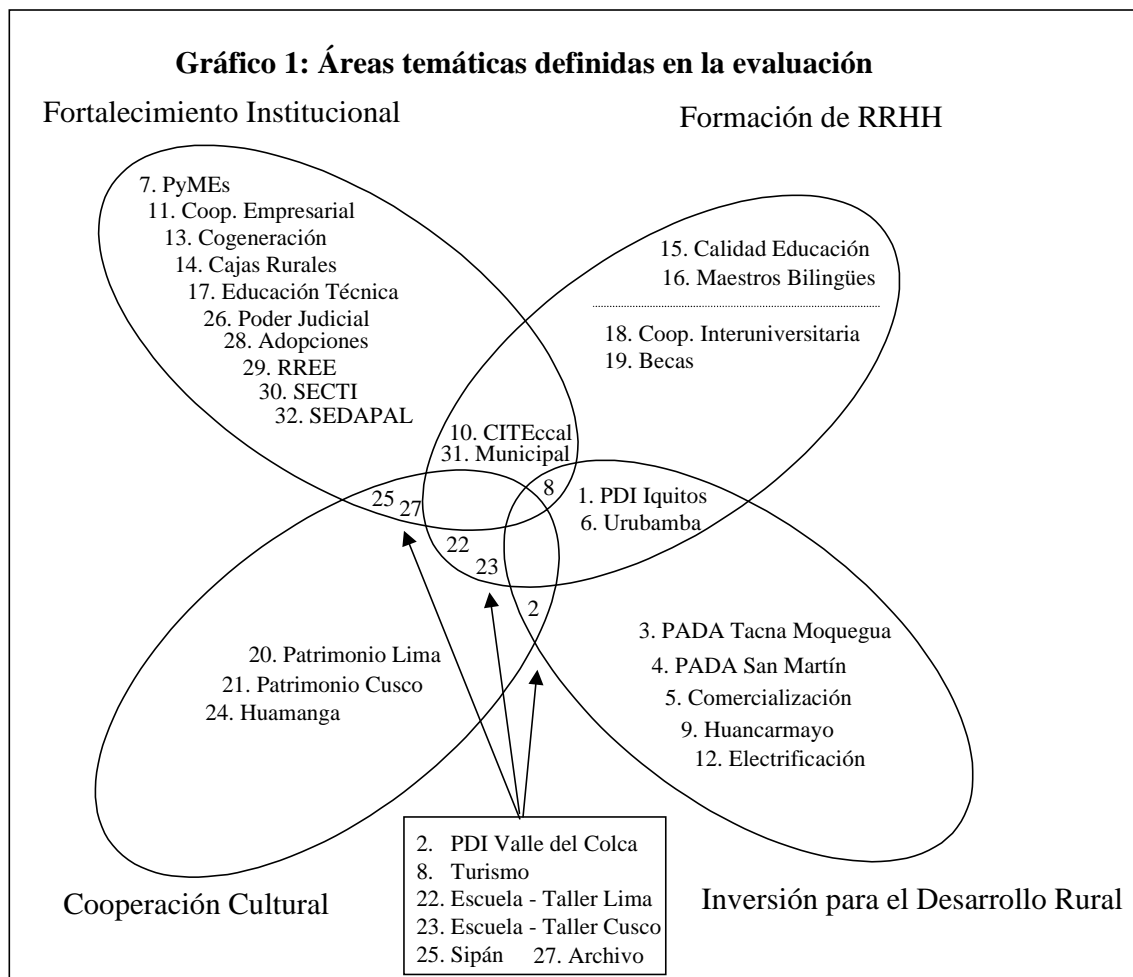 Gráfico 1: Áreas temáticas definidas en la evaluación
Fortalecimiento Institucional
Formación de RRHH
7. PyMEs
11. Coop. Empresarial
13. Cogeneración
14. Cajas Rurales
17. Educación Técnica
26. Poder Judicial
28. Adopciones
29. RREE
30. SECTI
32. SEDAPAL
15. Calidad Educación
16. Maestros Bilingües
18. Coop. Interuniversitaria
19. Becas
10. CITEccal
31. Municipal
8
25
27
1. PDI Iquitos
6. Urubamba
22
23
2
20. Patrimonio Lima
21. Patrimonio Cusco
24. Huamanga
3. PADA Tacna Moquegua
4. PADA San Martín
5. Comercialización
9. Huancarmayo
12. Electrificación
2. PDI Valle del Colca
8. Turismo
22. Escuela - Taller Lima
23. Escuela - Taller Cusco
25. Sipán 27. Archivo
Cooperación Cultural
Inversión para el Desarrollo Rural